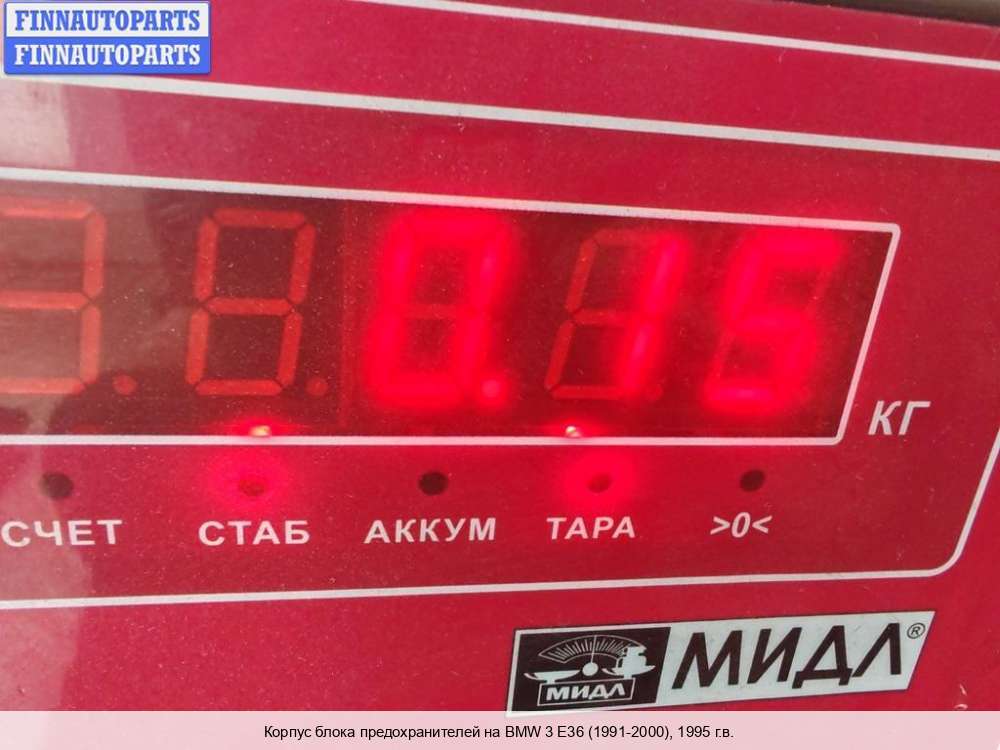 FINNAUTOPARTS
FINNAUTOPARTS
0.15
КГ
СЧЕТ СТАБ АККУМ ТАРА >0<
МИДЛ МИДЛ®
Корпус блока предохранителей на BMW 3 E36 (1991-2000), 1995 г.в.